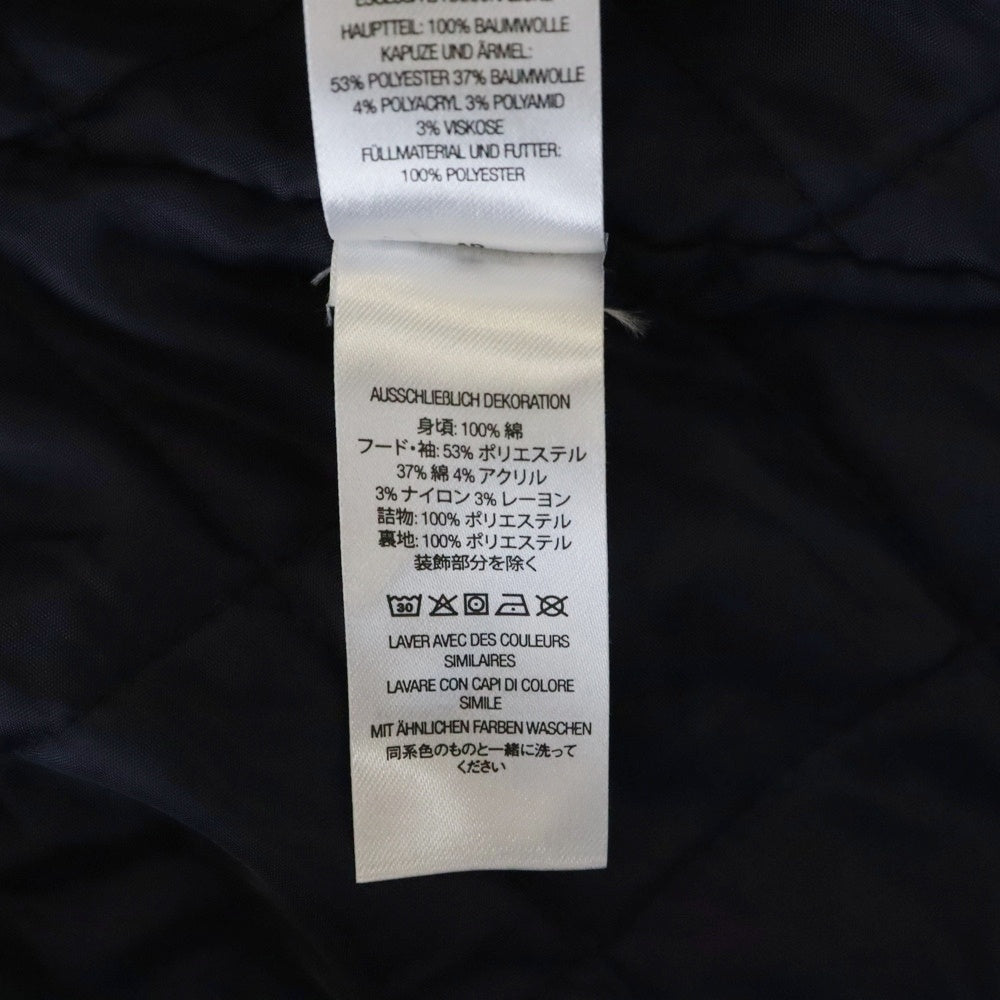 HAUPTTEIL: 100% BAUMWOLLE
KAPUZE UND ÄRMEL:
53% POLYESTER 37% BAUMWOLLE
4% POLYACRYL 3% POLYAMID
3% VISKOSE
FÜLLMATERIAL UND FUTTER:
100% POLYESTER
AUSSCHLIEßLICH DEKORATION
身頃: 100% 綿
フード・袖: 53% ポリエステル
37% 綿 4% アクリル
3% ナイロン 3% レーヨン
詰物: 100% ポリエステル
裏地: 100% ポリエステル
装飾部分を除く
30
LAVER AVEC DES COULEURS
SIMILAIRES
LAVARE CON CAPI DI COLORE
SIMILE
MIT ÄHNLICHEN FARBEN WASCHEN
同系色のものと一緒に洗って
ください